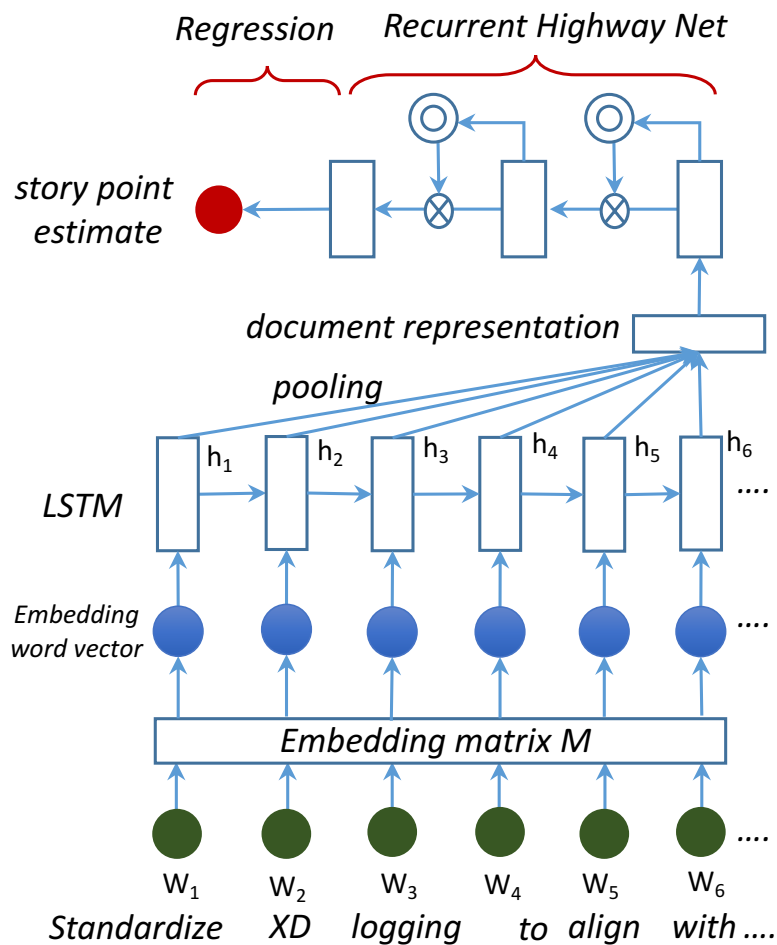 Regression Recurrent Highway Net
story point
estimate
document representation
pooling
h1 h2 h3 h4 h5 h6
LSTM ....
Embedding
word vector ....
Embedding matrix M
....
W1 W2 W3 W4 W5 W6
Standardize XD logging to align with ....